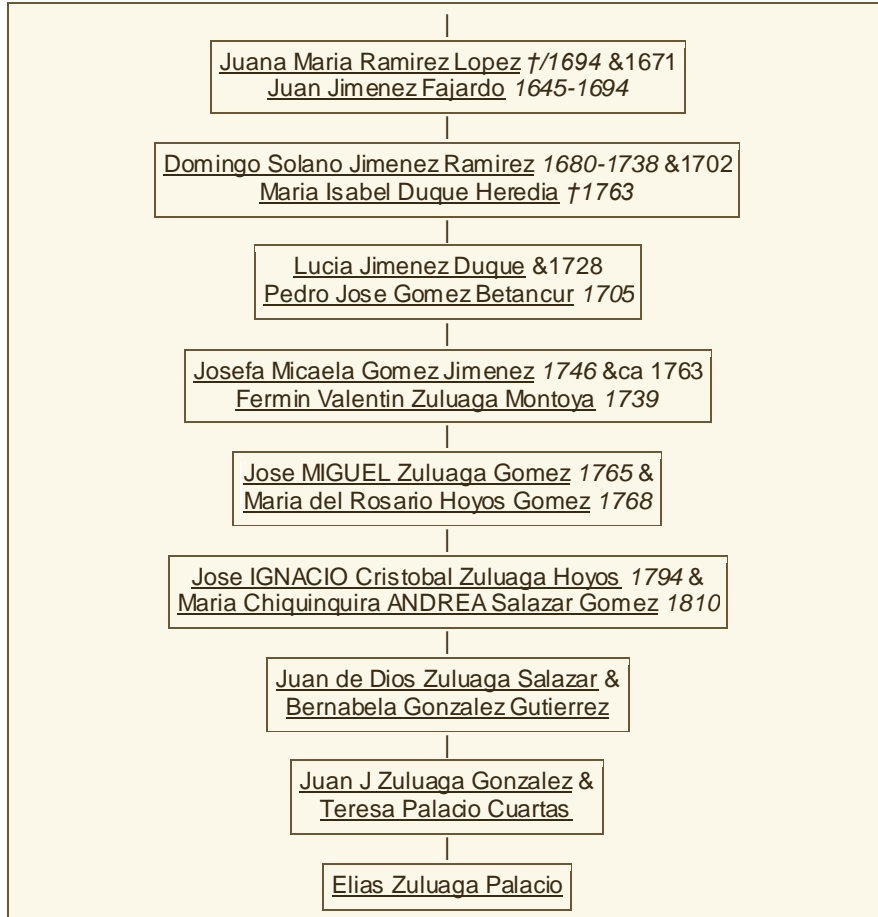 Juana Maria Ramirez Lopez †/1694 &1671
Juan Jimenez Fajardo 1645-1694
Domingo Solano Jimenez Ramirez 1680-1738 &1702
Maria Isabel Duque Heredia †1763
Lucia Jimenez Duque &1728
Pedro Jose Gomez Betancur 1705
Josefa Micaela Gomez Jimenez 1746 &ca 1763
Fermin Valentin Zuluaga Montoya 1739
Jose MIGUEL Zuluaga Gomez 1765 &
Maria del Rosario Hoyos Gomez 1768
Jose IGNACIO Cristobal Zuluaga Hoyos 1794 &
Maria Chiquinquira ANDREA Salazar Gomez 1810
Juan de Dios Zuluaga Salazar &
Bernabela Gonzalez Gutierrez
Juan J Zuluaga Gonzalez &
Teresa Palacio Cuartas
Elias Zuluaga Palacio